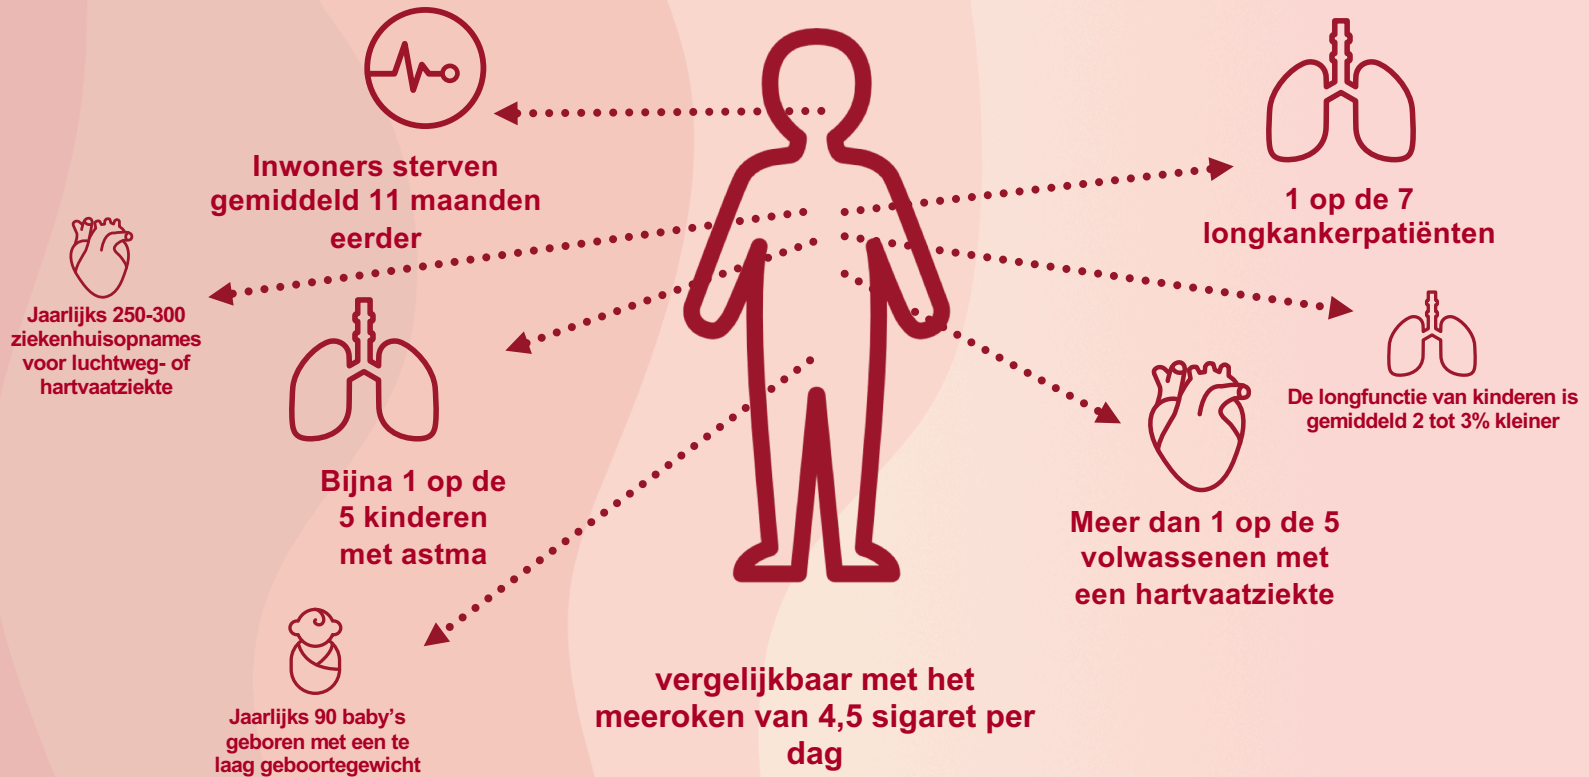 Inwoners sterven
gemiddeld 11 maanden
eerder
1 op de 7
longkankerpatiënten
Jaarlijks 250-300
ziekenhuisopnames
voor luchtweg- of
hartvaatziekte
De longfunctie van kinderen is
gemiddeld 2 tot 3% kleiner
Bijna 1 op de
5 kinderen
met astma
Meer dan 1 op de 5
volwassenen met
een hartvaatziekte
Jaarlijks 90 baby’s
geboren met een te
laag geboortegewicht
vergelijkbaar met het
meeroken van 4,5 sigaret per
dag